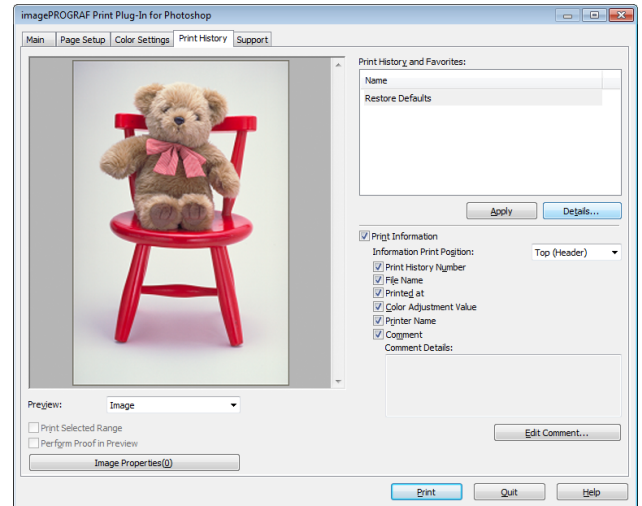 imagePROGRAF Print Plug-In for Photoshop
Main Page Setup Color Settings Print History Support
Print History and Favorites:
Name
Restore Defaults
Apply Details...
Print Information
Information Print Position: Top (Header)
Print History Number
File Name
Printed at
Color Adjustment Value
Printer Name
Comment
Comment Details:
Preview: Image
Print Selected Range
Perform Proof in Preview
Edit Comment...
Image Properties(0)
Print Quit Help